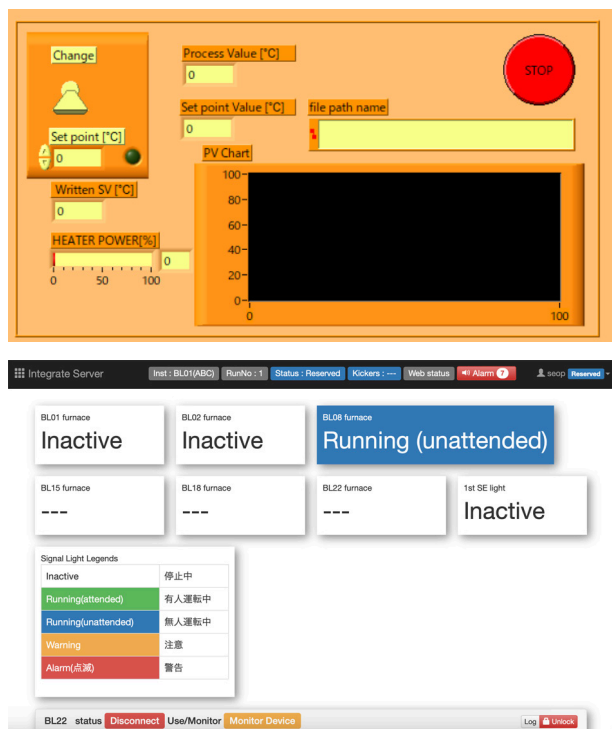 Change
Process Value [°C]
0
STOP
Set point Value [°C]
file path name
0
Set point [°C]
0
PV Chart
Written SV [°C]
0
HEATER POWER[%]
0
0 50 100
100
80
60
40
20
0
0 100
Integrate Server Inst : BL01(ABC) RunNo : 1 Status : Reserved Kickers : --- Web status Alarm 7 seop Reserved
BL01 furnace
Inactive
BL02 furnace
Inactive
BL08 furnace
Running (unattended)
BL15 furnace
---
BL18 furnace
---
BL22 furnace
---
1st SE light
Inactive
Signal Light Legends
Inactive 停止中
Running(attended) 有人運転中
Running(unattended) 無人運転中
Warning 注意
Alarm(点滅) 警告
BL22 status Disconnect Use/Monitor Monitor Device Log Unlock